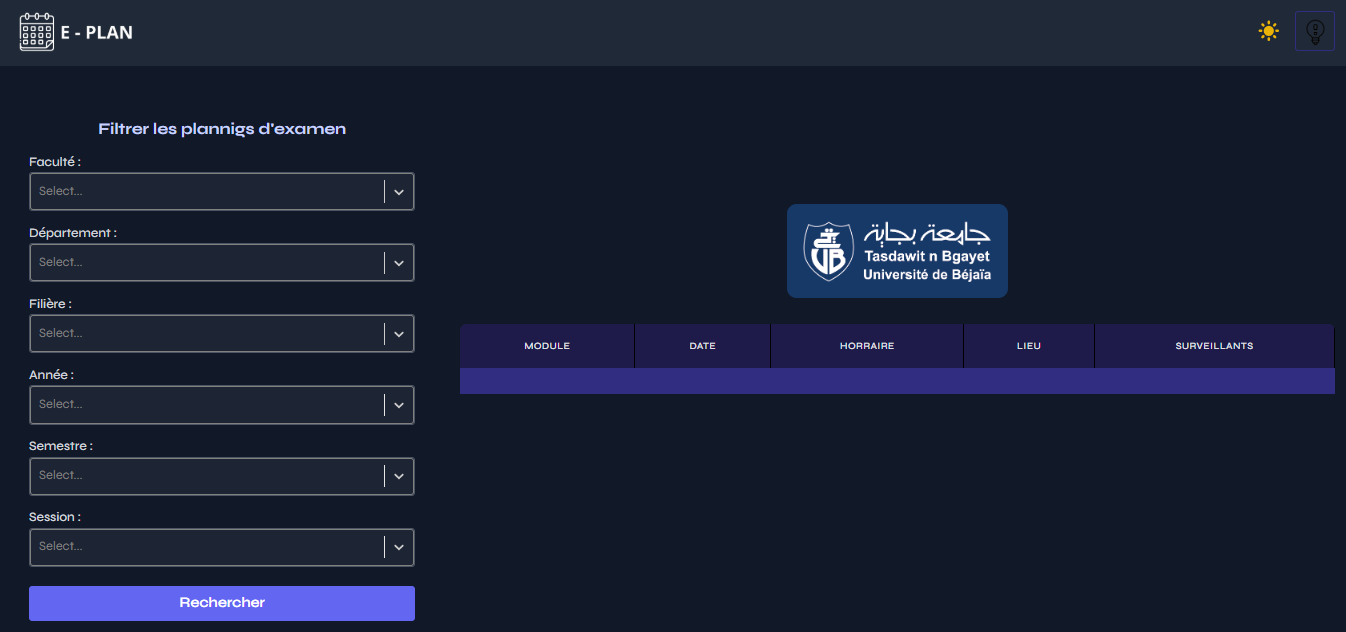 E - PLAN
Filtrer les plannigs d'examen
Faculté :
Select...
Département :
Select...
Filière :
Select...
Année :
Select...
Semestre :
Select...
Session :
Select...
Rechercher
جامعة بجاية
Tasdawit n Bgayet
Université de Béjaïa
UB
MODULE DATE HORRAIRE LIEU SURVEILLANTS